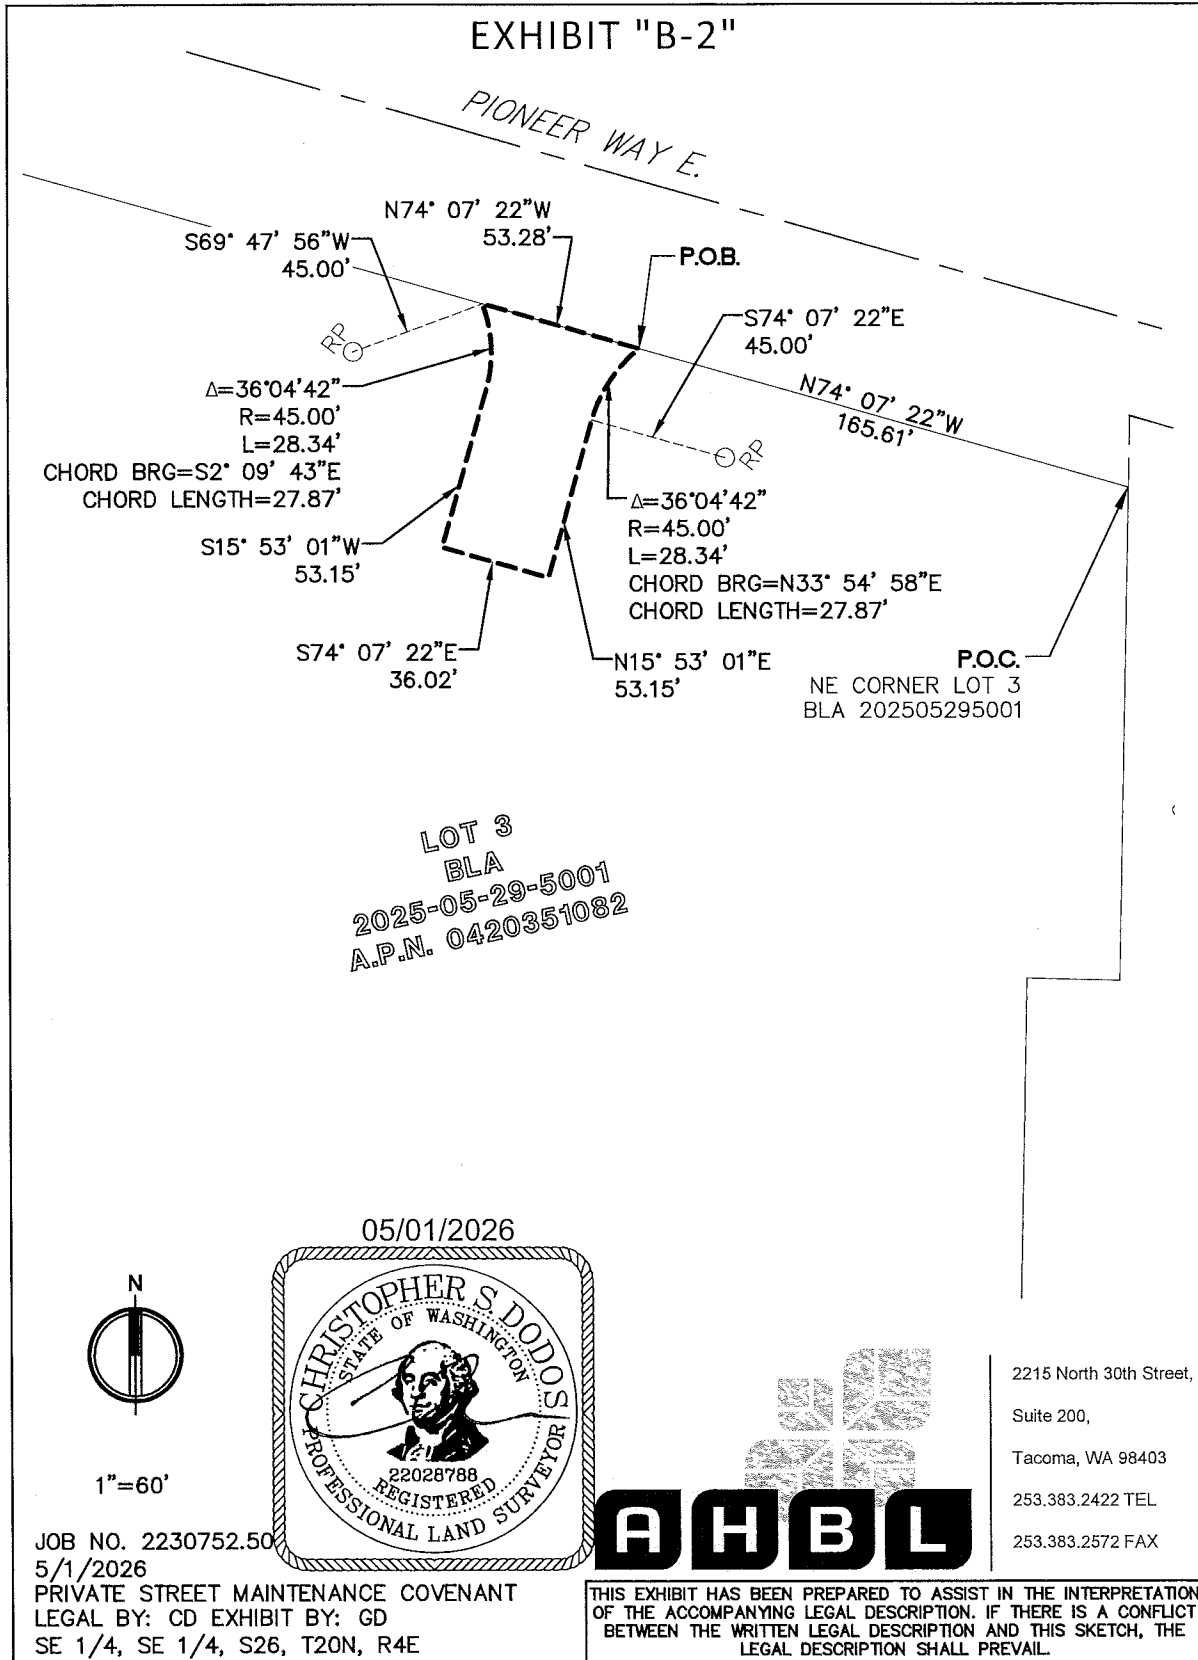 EXHIBIT "B-2"
PIONEER WAY E.
N74° 07' 22"W
53.28'
S69° 47' 56"W
45.00'
P.O.B.
S74° 07' 22"E
45.00'
RP
N74° 07' 22"W
165.61'
RP
Δ=36°04'42"
R=45.00'
L=28.34'
CHORD BRG=S2° 09' 43"E
CHORD LENGTH=27.87'
Δ=36°04'42"
R=45.00'
L=28.34'
CHORD BRG=N33° 54' 58"E
CHORD LENGTH=27.87'
S15° 53' 01"W
53.15'
S74° 07' 22"E
36.02'
N15° 53' 01"E
53.15'
P.O.C.
NE CORNER LOT 3
BLA 202505295001
LOT 3
BLA
2025-05-29-5001
A.P.N. 0420351082
05/01/2026
CHRISTOPHER S. DODOS
STATE OF WASHINGTON
22028788
REGISTERED
PROFESSIONAL LAND SURVEYOR
N
1"=60'
JOB NO. 2230752.50
5/1/2026
PRIVATE STREET MAINTENANCE COVENANT
LEGAL BY: CD EXHIBIT BY: GD
SE 1/4, SE 1/4, S26, T20N, R4E
AHBL
2215 North 30th Street,
Suite 200,
Tacoma, WA 98403
253.383.2422 TEL
253.383.2572 FAX
THIS EXHIBIT HAS BEEN PREPARED TO ASSIST IN THE INTERPRETATION
OF THE ACCOMPANYING LEGAL DESCRIPTION. IF THERE IS A CONFLICT
BETWEEN THE WRITTEN LEGAL DESCRIPTION AND THIS SKETCH, THE
LEGAL DESCRIPTION SHALL PREVAIL.